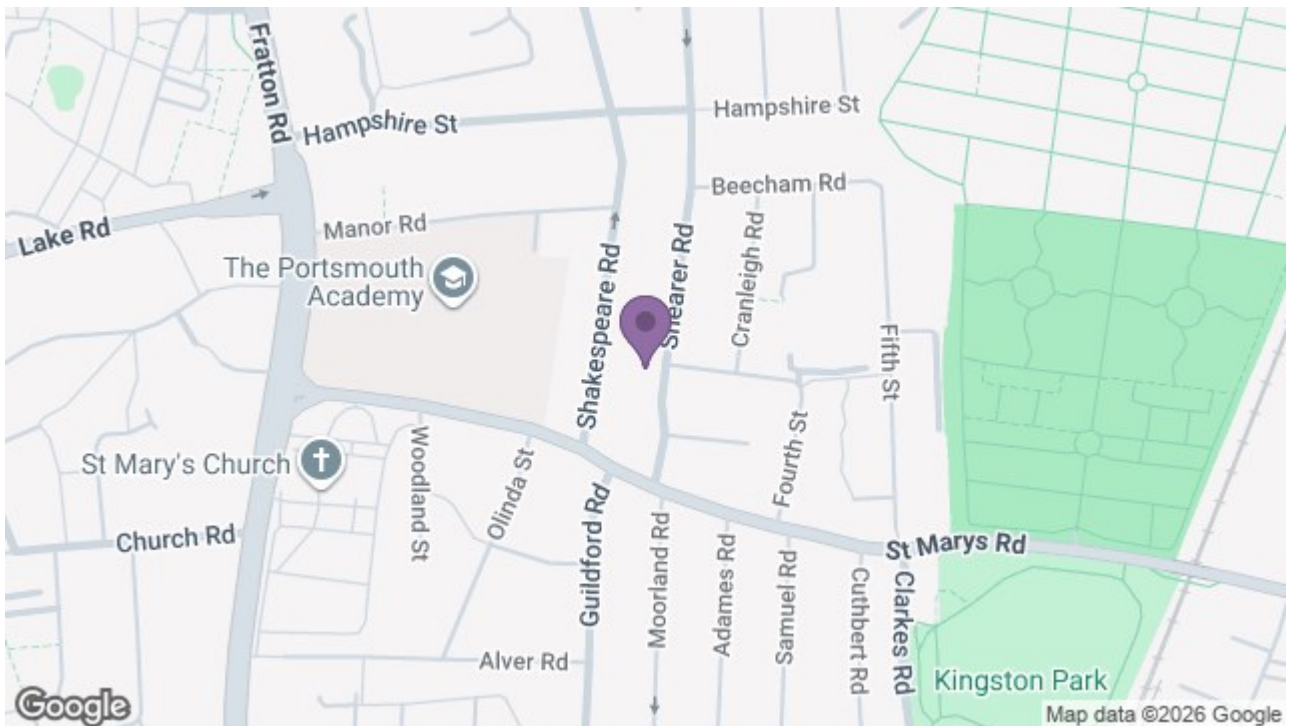 Fratton Rd
Hampshire St
Hampshire St
Beecham Rd
Lake Rd
Manor Rd
The Portsmouth
Academy
Shakespeare Rd
Shearer Rd
Cranleigh Rd
Fifth St
St Mary's Church
Woodland St
Olinda St
Fourth St
Church Rd
Guildford Rd
Moorland Rd
Adames Rd
Samuel Rd
St Marys Rd
Cuthbert Rd
Clarkes Rd
Alver Rd
Kingston Park
Google
Map data ©2026 Google